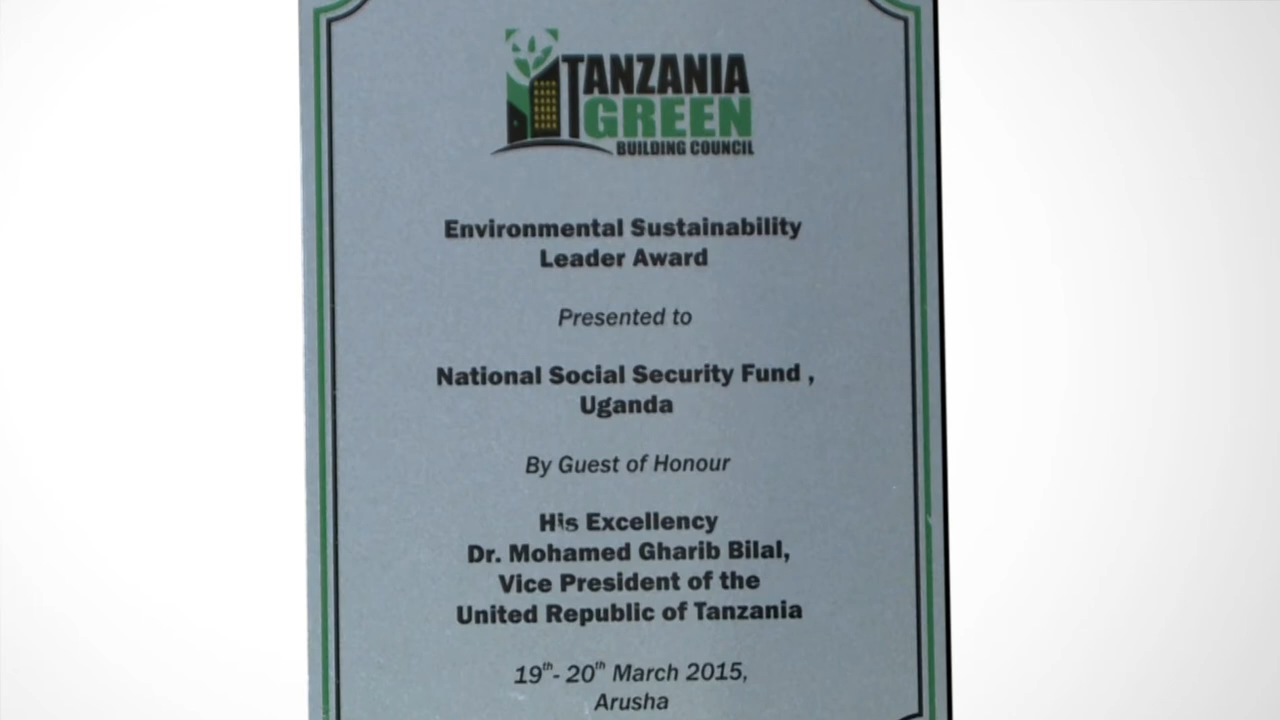 TANZANIA
GREEN
BUILDING COUNCIL
Environmental Sustainability
Leader Award
Presented to
National Social Security Fund ,
Uganda
By Guest of Honour
His Excellency
Dr. Mohamed Gharib Bilal,
Vice President of the
United Republic of Tanzania
19th- 20th March 2015,
Arusha